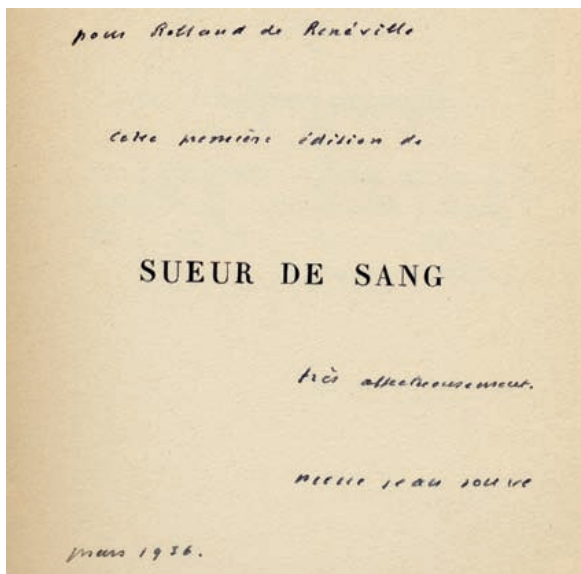 pour Rolland de Renéville
cette première édition de
SUEUR DE SANG
très affectueusement.
pierre jean jouve
mars 1936.